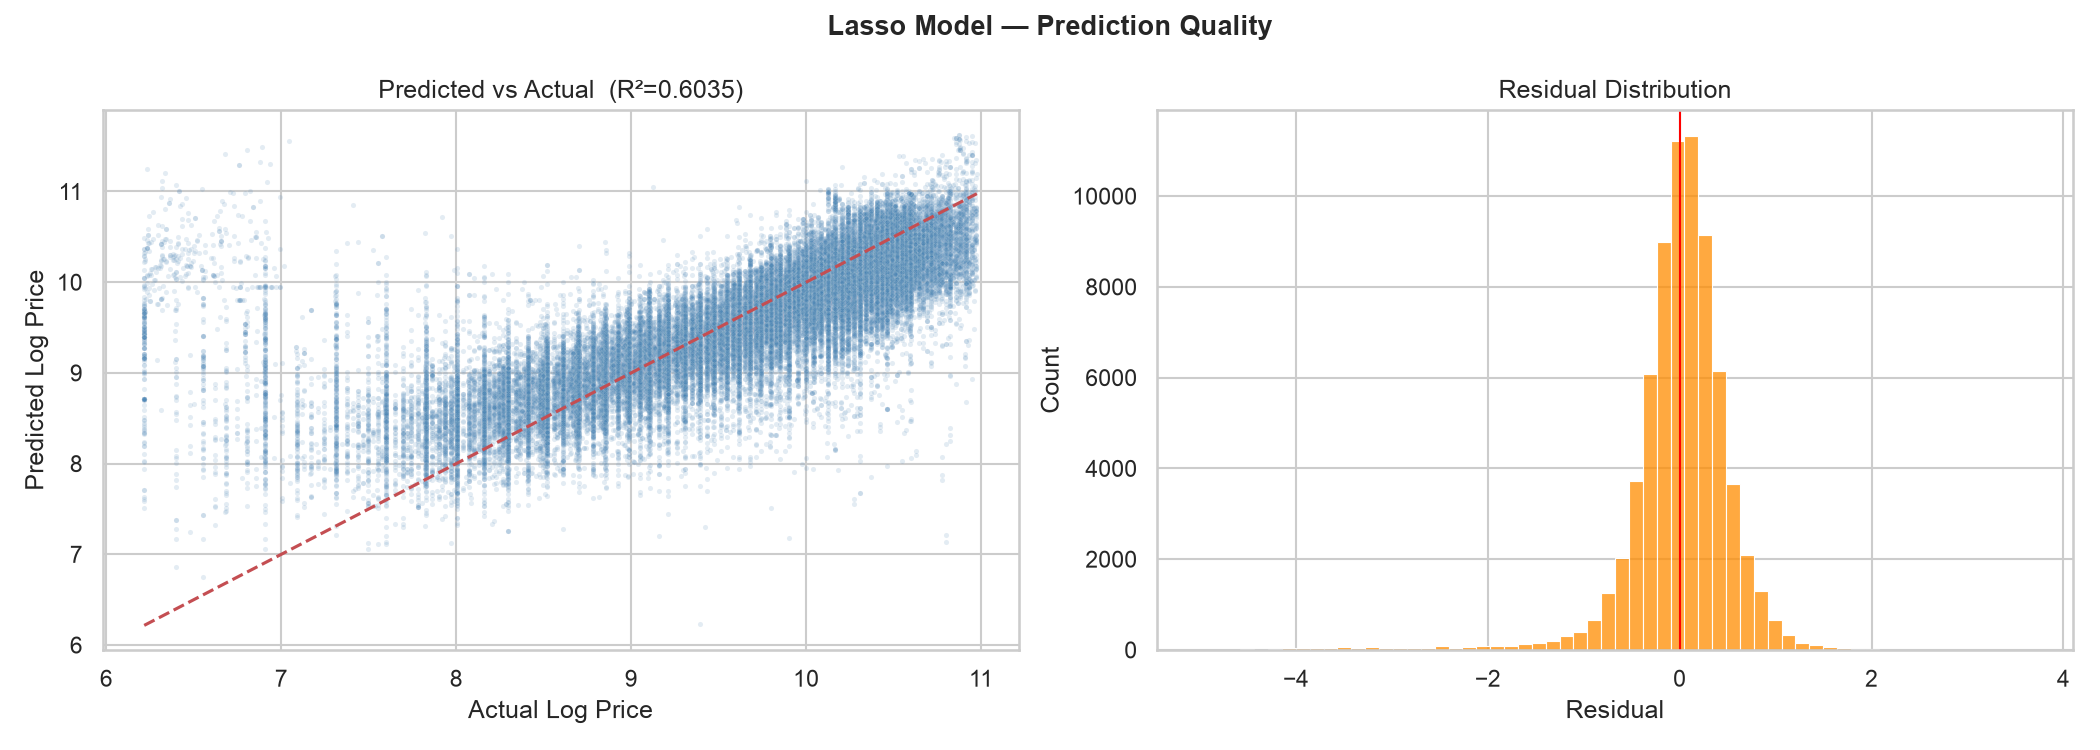 Lasso Model — Prediction Quality
Predicted vs Actual  (R²=0.6035)
Predicted Log Price
11
10
9
8
7
6
6 7 8 9 10 11
Actual Log Price
Residual Distribution
Count
10000
8000
6000
4000
2000
0
−4 −2 0 2 4
Residual